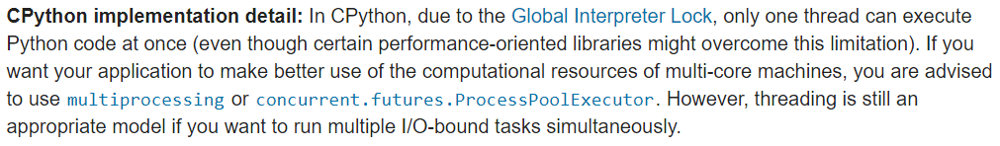 CPython implementation detail: In CPython, due to the Global Interpreter Lock, only one thread can execute
Python code at once (even though certain performance-oriented libraries might overcome this limitation). If you
want your application to make better use of the computational resources of multi-core machines, you are advised
to use multiprocessing or concurrent.futures.ProcessPoolExecutor. However, threading is still an
appropriate model if you want to run multiple I/O-bound tasks simultaneously.